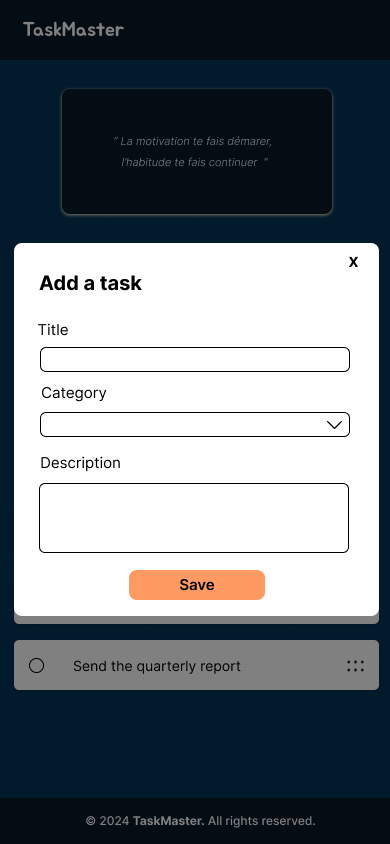 TaskMaster
“ La motivation te fais démarer,
l'habitude te fais continuer ”
X
Add a task
Title
Category
Description
Save
Send the quarterly report
© 2024 TaskMaster. All rights reserved.